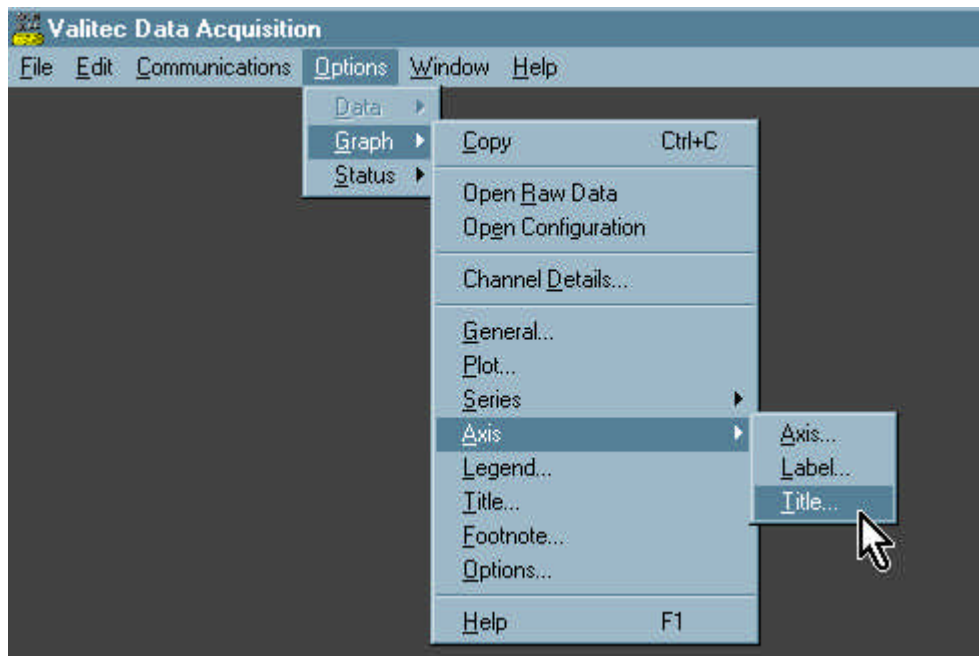 Valitec Data Acquisition
File Edit Communications Options Window Help
Data
Graph
Status
Copy Ctrl+C
Open Raw Data
Open Configuration
Channel Details...
General...
Plot...
Series
Axis
Legend...
Title...
Footnote...
Options...
Help F1
Axis...
Label...
Title...